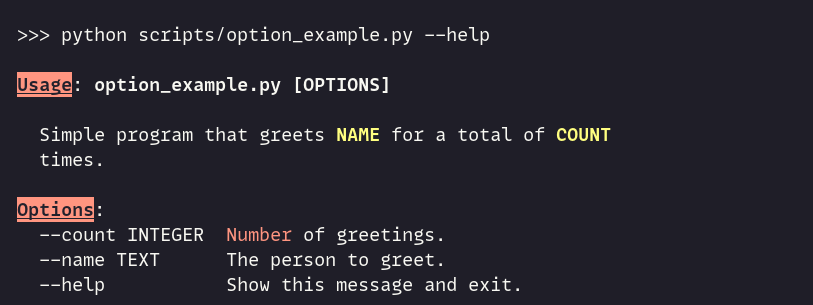 >>> python scripts/option_example.py --help
Usage: option_example.py [OPTIONS]
Simple program that greets NAME for a total of COUNT
times.
Options:
--count INTEGER  Number of greetings.
--name TEXT      The person to greet.
--help           Show this message and exit.